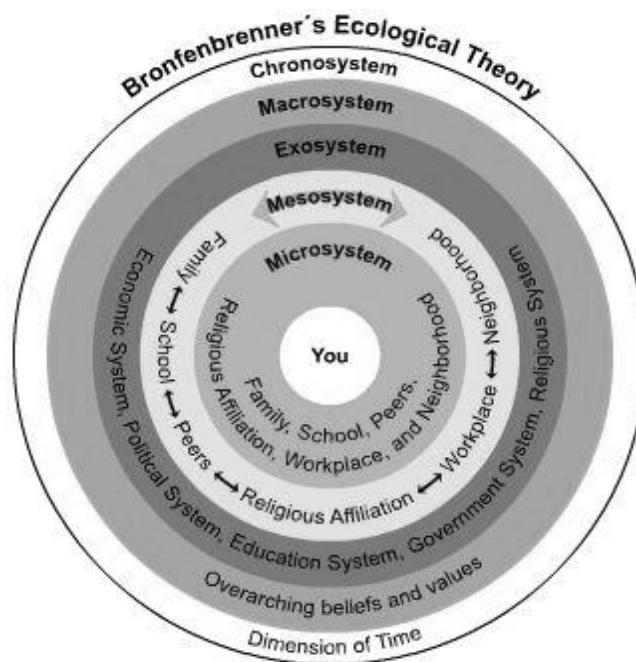 Bronfenbrenner´s Ecological Theory
Chronosystem
Macrosystem
Exosystem
Mesosystem
Microsystem
You
Family, School, Peers,
Religious Affiliation, Workplace, and Neighborhood
Family ↔ School ↔ Peers ↔ Religious Affiliation ↔ Workplace ↔ Neighborhood
Economic System, Political System, Education System, Government System, Religious System
Overarching beliefs and values
Dimension of Time